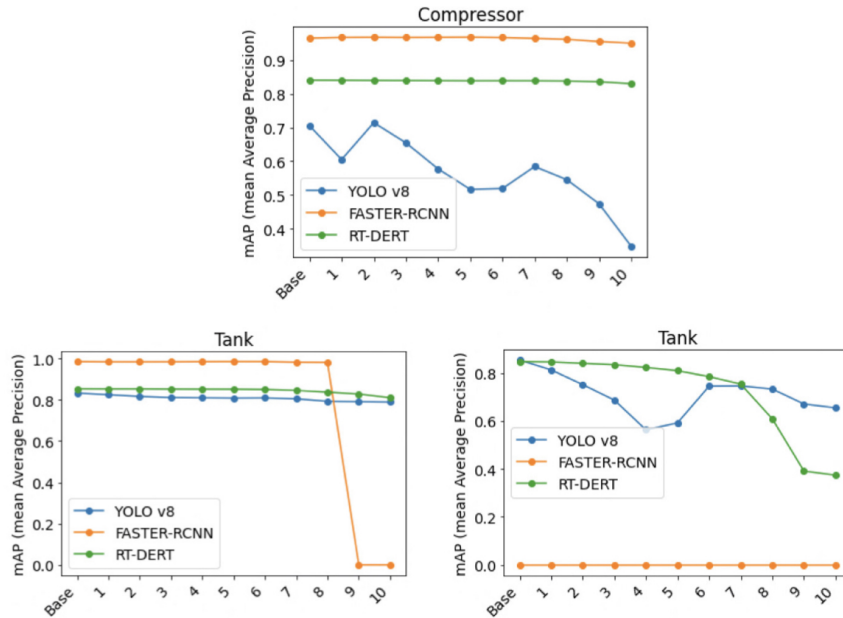 Compressor
mAP (mean Average Precision)
0.9
0.8
0.7
0.6
0.5
0.4
YOLO v8
FASTER-RCNN
RT-DERT
Base 1 2 3 4 5 6 7 8 9 10
Tank
mAP (mean Average Precision)
1.0
0.8
0.6
0.4
0.2
0.0
YOLO v8
FASTER-RCNN
RT-DERT
Base 1 2 3 4 5 6 7 8 9 10
Tank
mAP (mean Average Precision)
0.8
0.6
0.4
0.2
0.0
YOLO v8
FASTER-RCNN
RT-DERT
Base 1 2 3 4 5 6 7 8 9 10